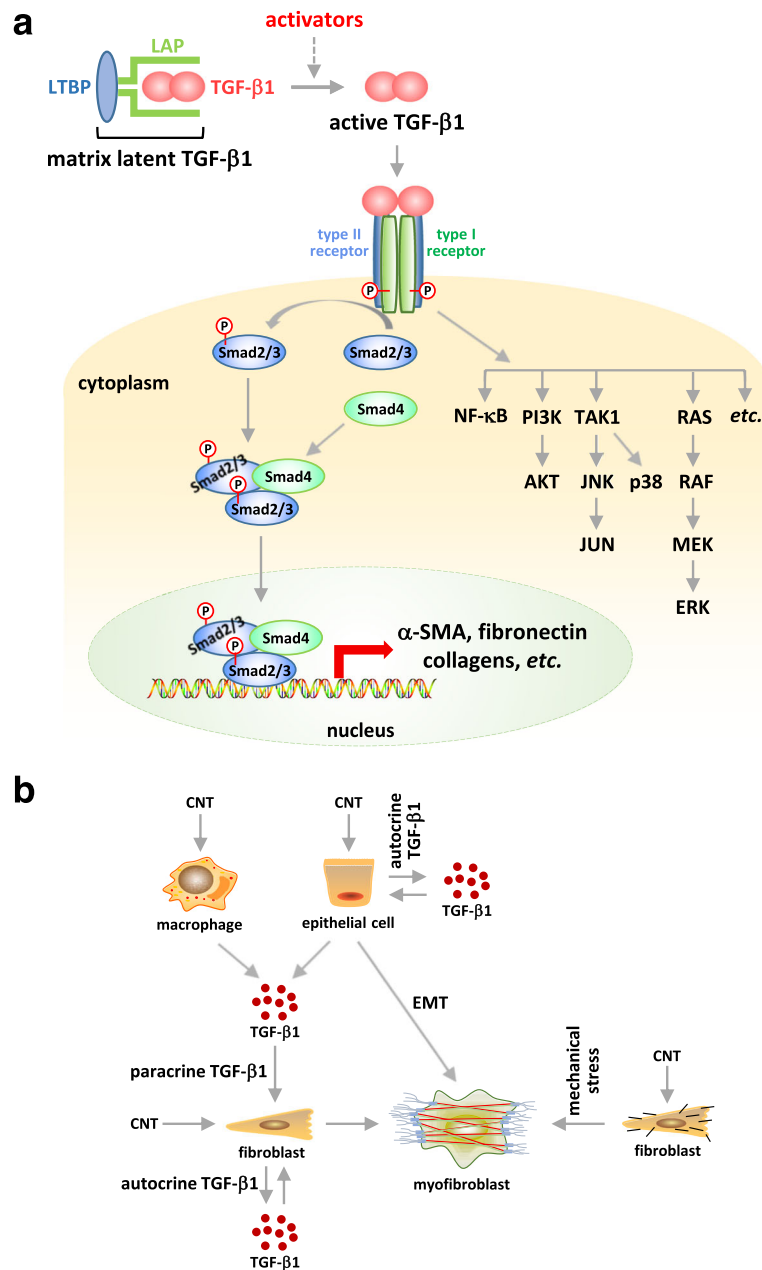 a
activators
LAP
LTBP
TGF-β1
active TGF-β1
matrix latent TGF-β1
type II
receptor
type I
receptor
P
P
P
Smad2/3
Smad2/3
cytoplasm
Smad4
NF-κB
PI3K
TAK1
RAS
etc.
P
Smad2/3
Smad4
P
Smad2/3
AKT
JNK
p38
RAF
JUN
MEK
ERK
P
Smad2/3
Smad4
P
Smad2/3
α-SMA, fibronectin
collagens, etc.
nucleus
b
CNT
CNT
autocrine
TGF-β1
macrophage
epithelial cell
TGF-β1
TGF-β1
EMT
paracrine TGF-β1
mechanical
stress
CNT
CNT
fibroblast
myofibroblast
fibroblast
autocrine TGF-β1
TGF-β1